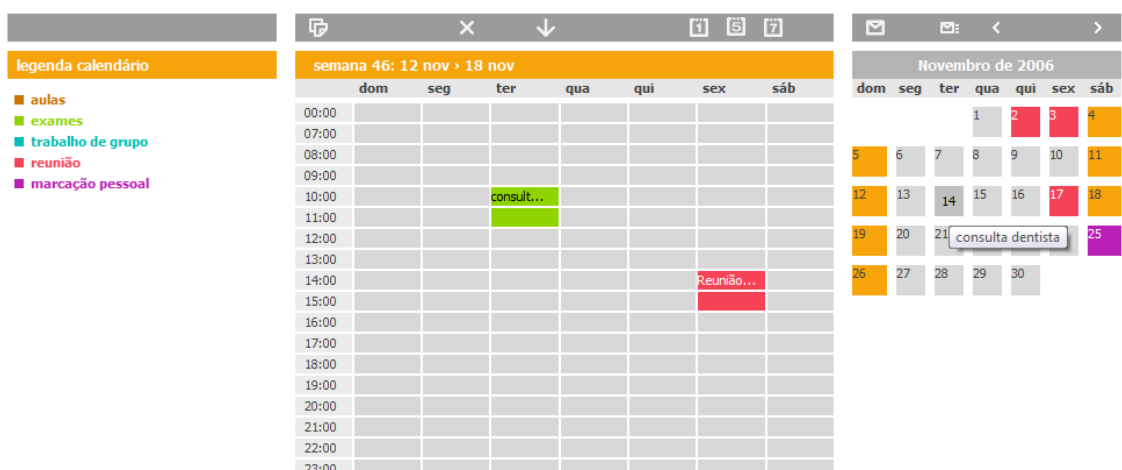 1 5 7
legenda calendário
aulas
exames
trabalho de grupo
reunião
marcação pessoal
semana 46: 12 nov › 18 nov
dom seg ter qua qui sex sáb
00:00
07:00
08:00
09:00
10:00 consult...
11:00
12:00
13:00
14:00 Reunião...
15:00
16:00
17:00
18:00
19:00
20:00
21:00
22:00
23:00
Novembro de 2006
dom seg ter qua qui sex sáb
1 2 3 4
5 6 7 8 9 10 11
12 13 14 15 16 17 18
19 20 21 25
consulta dentista
26 27 28 29 30